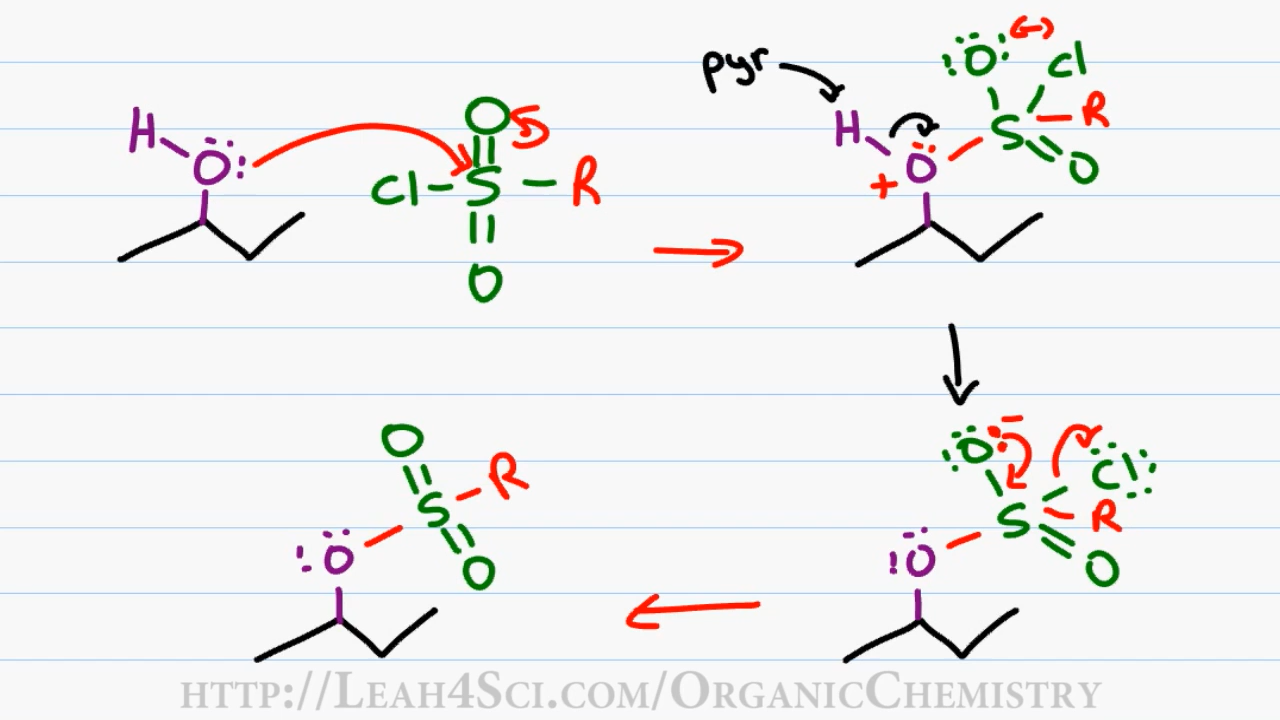 H
:Ö:
O
Cl-S-R
O
pyr
H
:Ö: Cl
+ O S R
O
:Ö: - Cl
S R
:O O
O
R
S
:O
O
HTTP://LEAH4SCI.COM/ORGANICCHEMISTRY